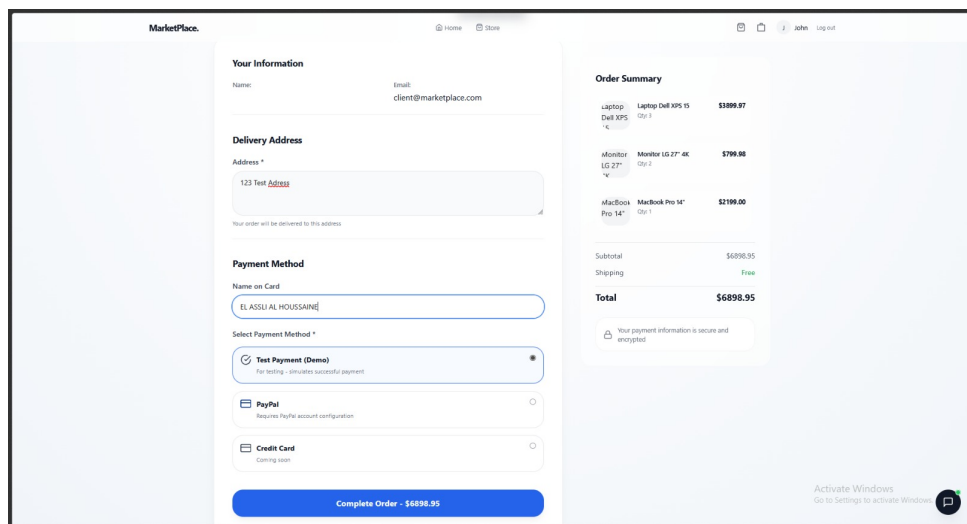 MarketPlace.
Home
Store
J
John
Log out
Your Information
Name:
Email:
client@marketplace.com
Delivery Address
Address *
123 Test Adress
Your order will be delivered to this address
Payment Method
Name on Card
EL ASSLI AL HOUSSAINE
Select Payment Method *
Test Payment (Demo)
For testing - simulates successful payment
PayPal
Requires PayPal account configuration
Credit Card
Coming soon
Complete Order - $6898.95
Order Summary
Laptop
Dell XPS
Laptop Dell XPS 15
$3899.97
Qty: 3
Monitor
LG 27"
Monitor LG 27" 4K
$799.98
Qty: 2
MacBook
Pro 14"
MacBook Pro 14"
$2199.00
Qty: 1
Subtotal
$6898.95
Shipping
Free
Total
$6898.95
Your payment information is secure and
encrypted
Activate Windows
Go to Settings to activate Windows.